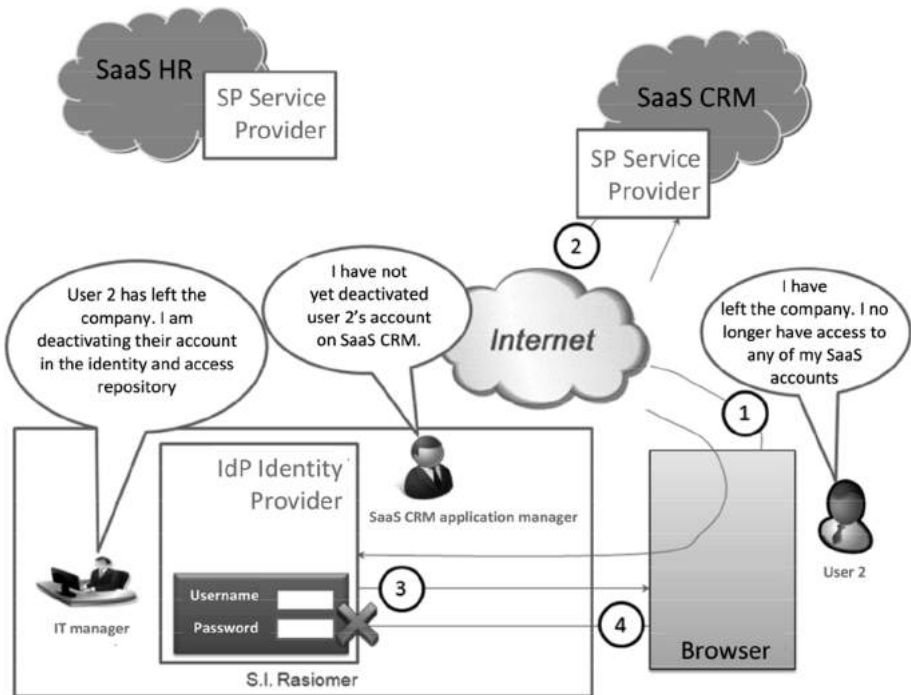 SaaS HR
SP Service
Provider
SaaS CRM
SP Service
Provider
2
User 2 has left the
company. I am
deactivating their account
in the identity and access
repository
I have not
yet deactivated
user 2's account
on SaaS CRM.
Internet
I have
left the company. I no
longer have access to
any of my SaaS
accounts
1
IdP Identity
Provider
SaaS CRM application manager
User 2
IT manager
Username
Password
3
4
Browser
S.I. Rasiomer